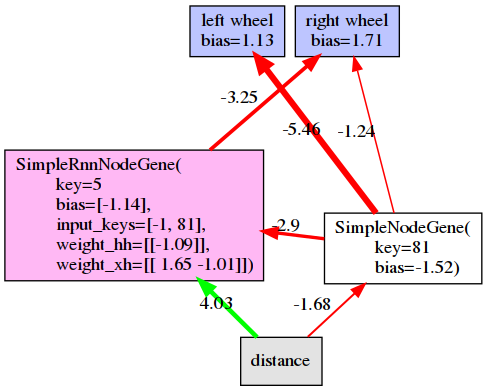 left wheel
bias=1.13
right wheel
bias=1.71
-3.25
-5.46
-1.24
SimpleRnnNodeGene(
key=5
bias=[-1.14],
input_keys=[-1, 81],
weight_hh=[[-1.09]],
weight_xh=[[ 1.65 -1.01]])
-2.9
SimpleNodeGene(
key=81
bias=-1.52)
4.03
-1.68
distance